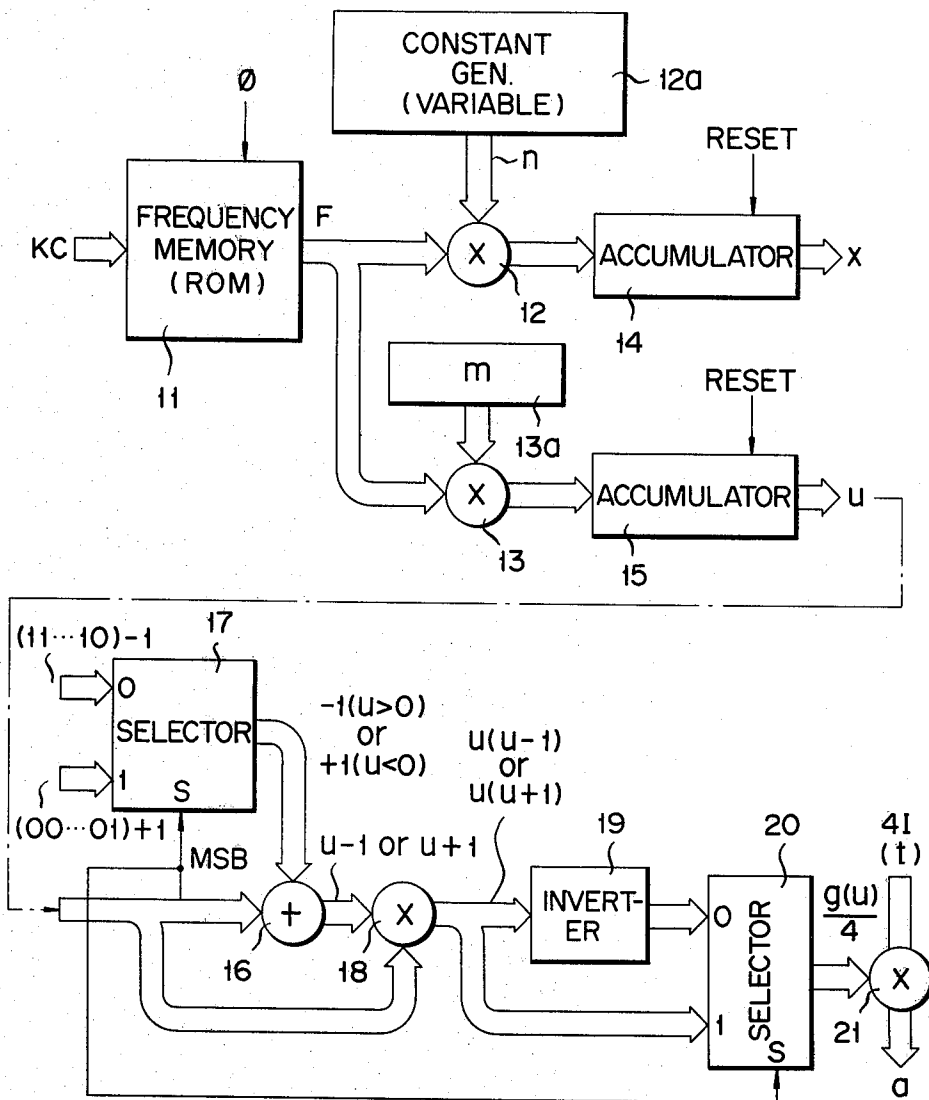 CONSTANT
GEN.
(VARIABLE)
12a
Ø
n
RESET
KC
FREQUENCY
MEMORY
(ROM)
F
X
ACCUMULATOR
x
12
14
11
m
13a
RESET
X
ACCUMULATOR
u
13
15
17
(11···10)-1
0
SELECTOR
-1(u>0)
or
+1(u<0)
1
S
(00···01)+1
MSB
u(u-1)
or
u(u+1)
u-1 or u+1
19
20
4I
(t)
+
X
INVERT-
ER
0
SELECTOR
g(u)
4
X
16
18
21
1
S
a